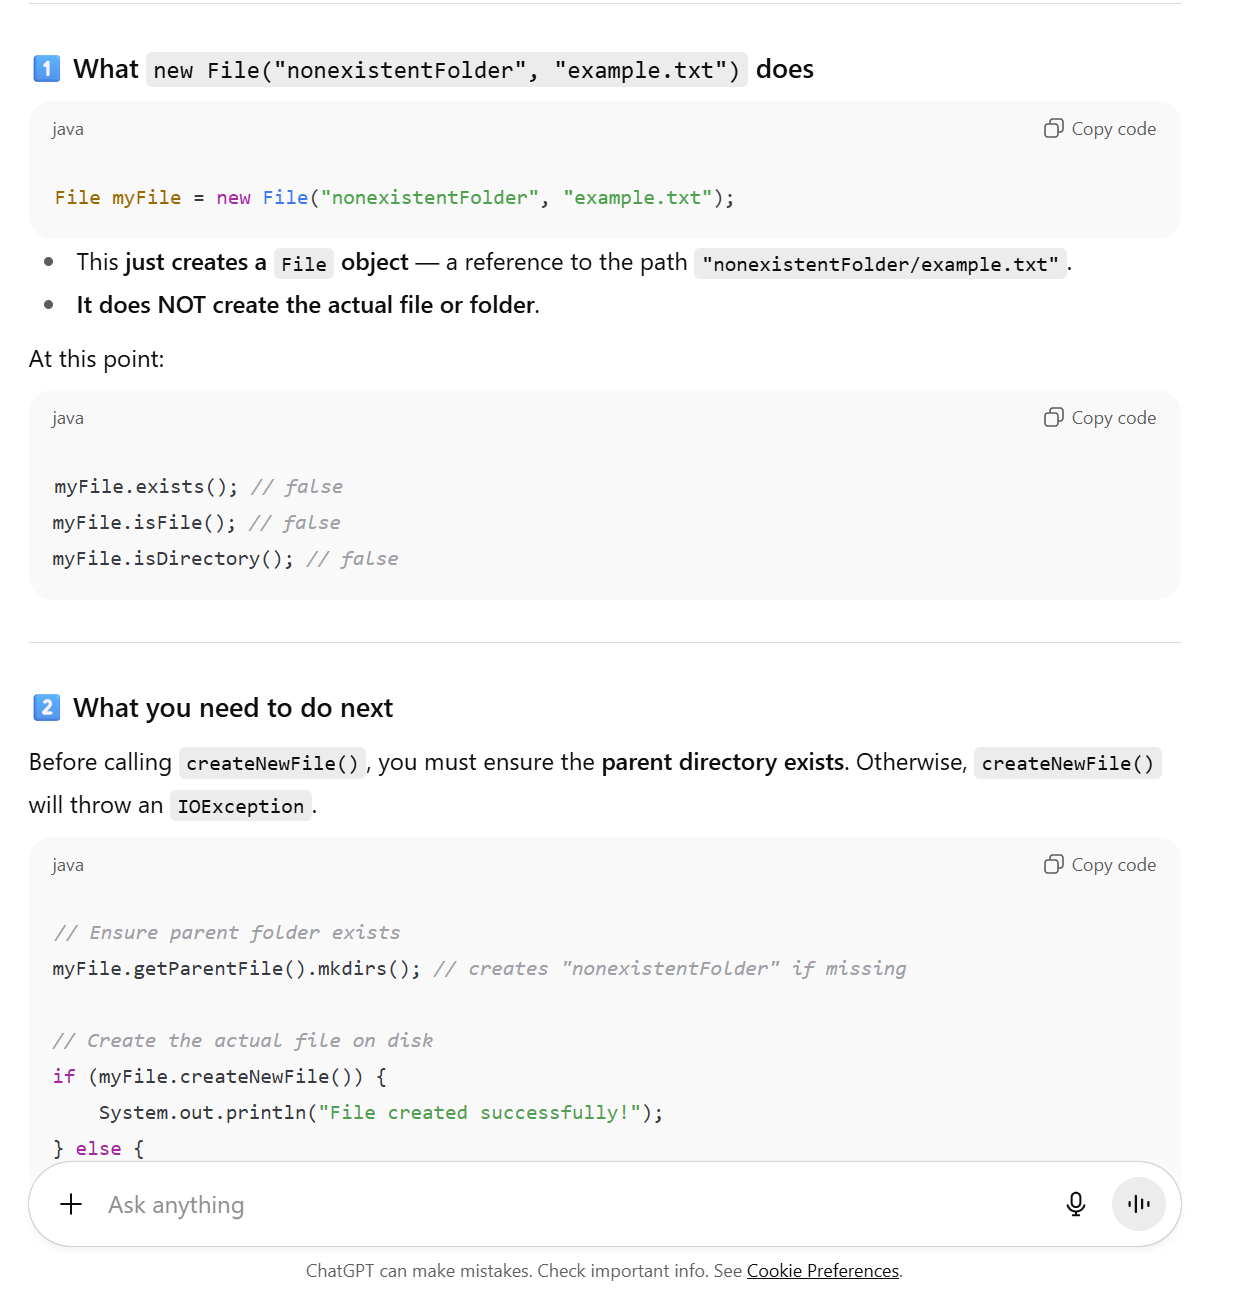 1 What new File("nonexistentFolder", "example.txt") does
java Copy code
File myFile = new File("nonexistentFolder", "example.txt");
• This just creates a File object — a reference to the path "nonexistentFolder/example.txt".
• It does NOT create the actual file or folder.
At this point:
java Copy code
myFile.exists(); // false
myFile.isFile(); // false
myFile.isDirectory(); // false
2 What you need to do next
Before calling createNewFile(), you must ensure the parent directory exists. Otherwise, createNewFile()
will throw an IOException.
java Copy code
// Ensure parent folder exists
myFile.getParentFile().mkdirs(); // creates "nonexistentFolder" if missing
// Create the actual file on disk
if (myFile.createNewFile()) {
    System.out.println("File created successfully!");
} else {
Ask anything
ChatGPT can make mistakes. Check important info. See Cookie Preferences.